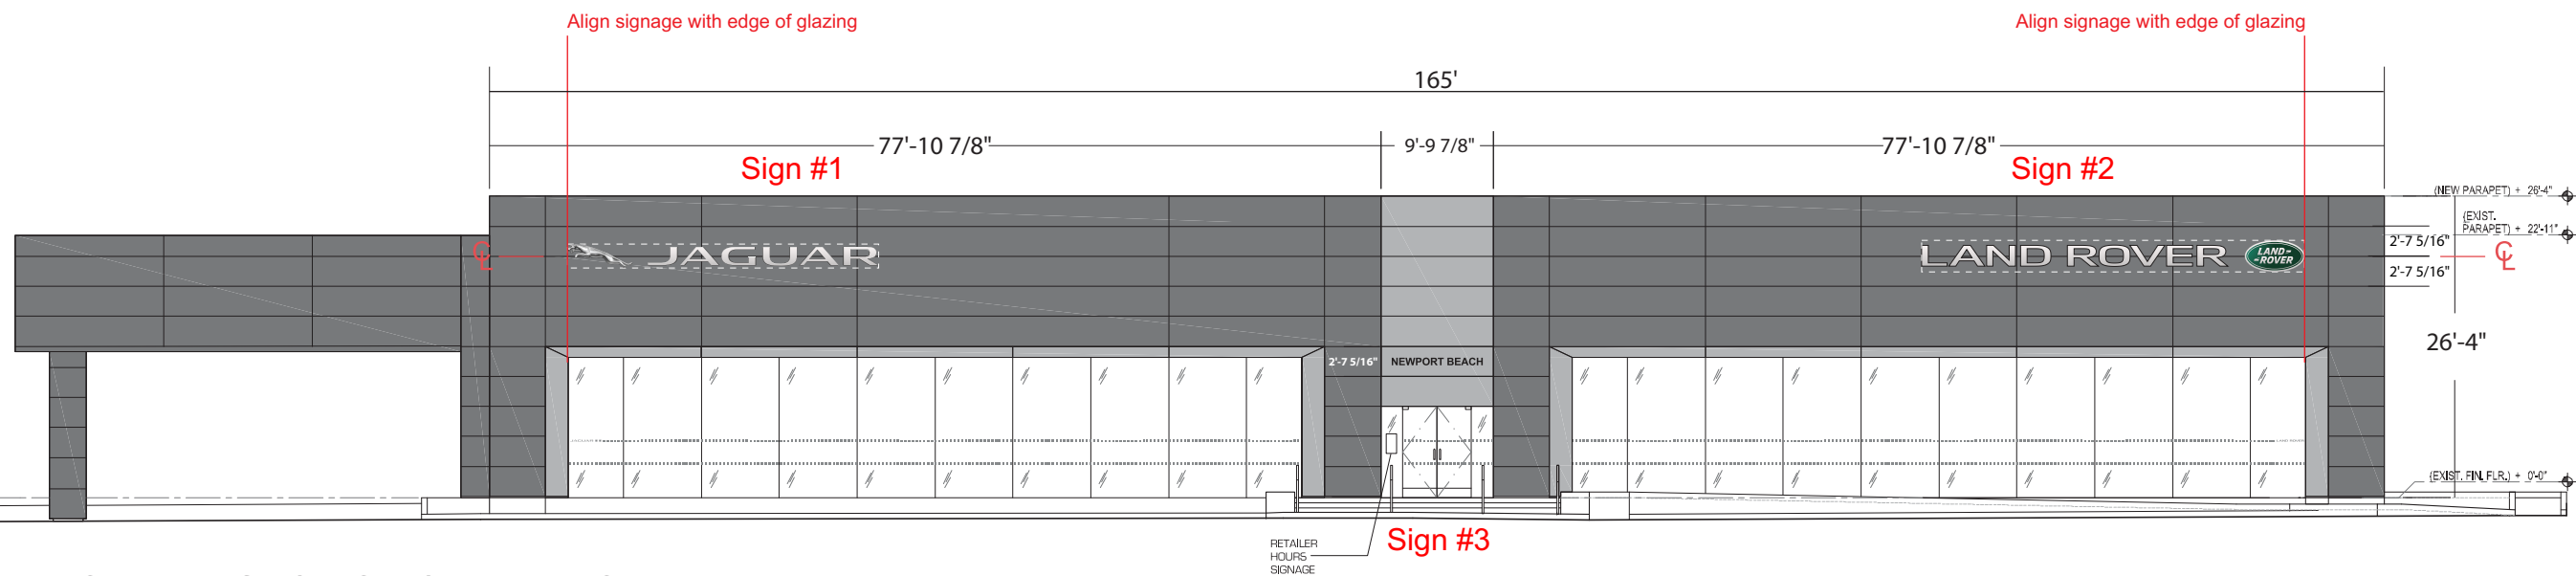 Align signage with edge of glazing
Align signage with edge of glazing
165'
77'-10 7/8"
9'-9 7/8"
77'-10 7/8"
Sign #1
Sign #2
(NEW PARAPET) + 26'-4"
(EXIST.
PARAPET) + 22'-11"
2'-7 5/16"
2'-7 5/16"
CL
CL
JAGUAR
LAND ROVER
LAND-
-ROVER
26'-4"
2'-7 5/16"
NEWPORT BEACH
(EXIST. FIN. FLR.) + 0'-0"
Sign #3
RETAILER
HOURS
SIGNAGE